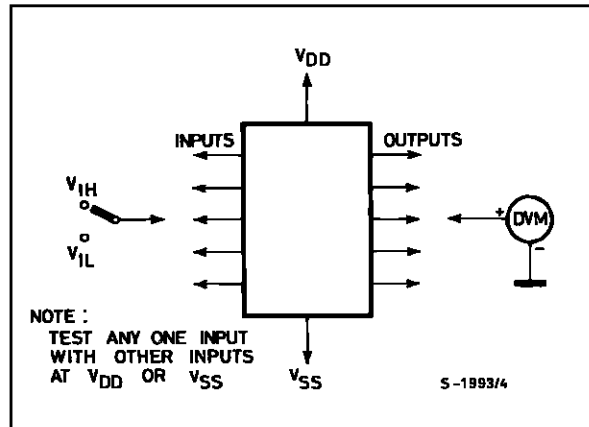 VDD
INPUTS
OUTPUTS
VIH
VIL
+
DVM
-
NOTE :
TEST ANY ONE INPUT
WITH OTHER INPUTS
AT VDD OR VSS
VSS
S-1993/4